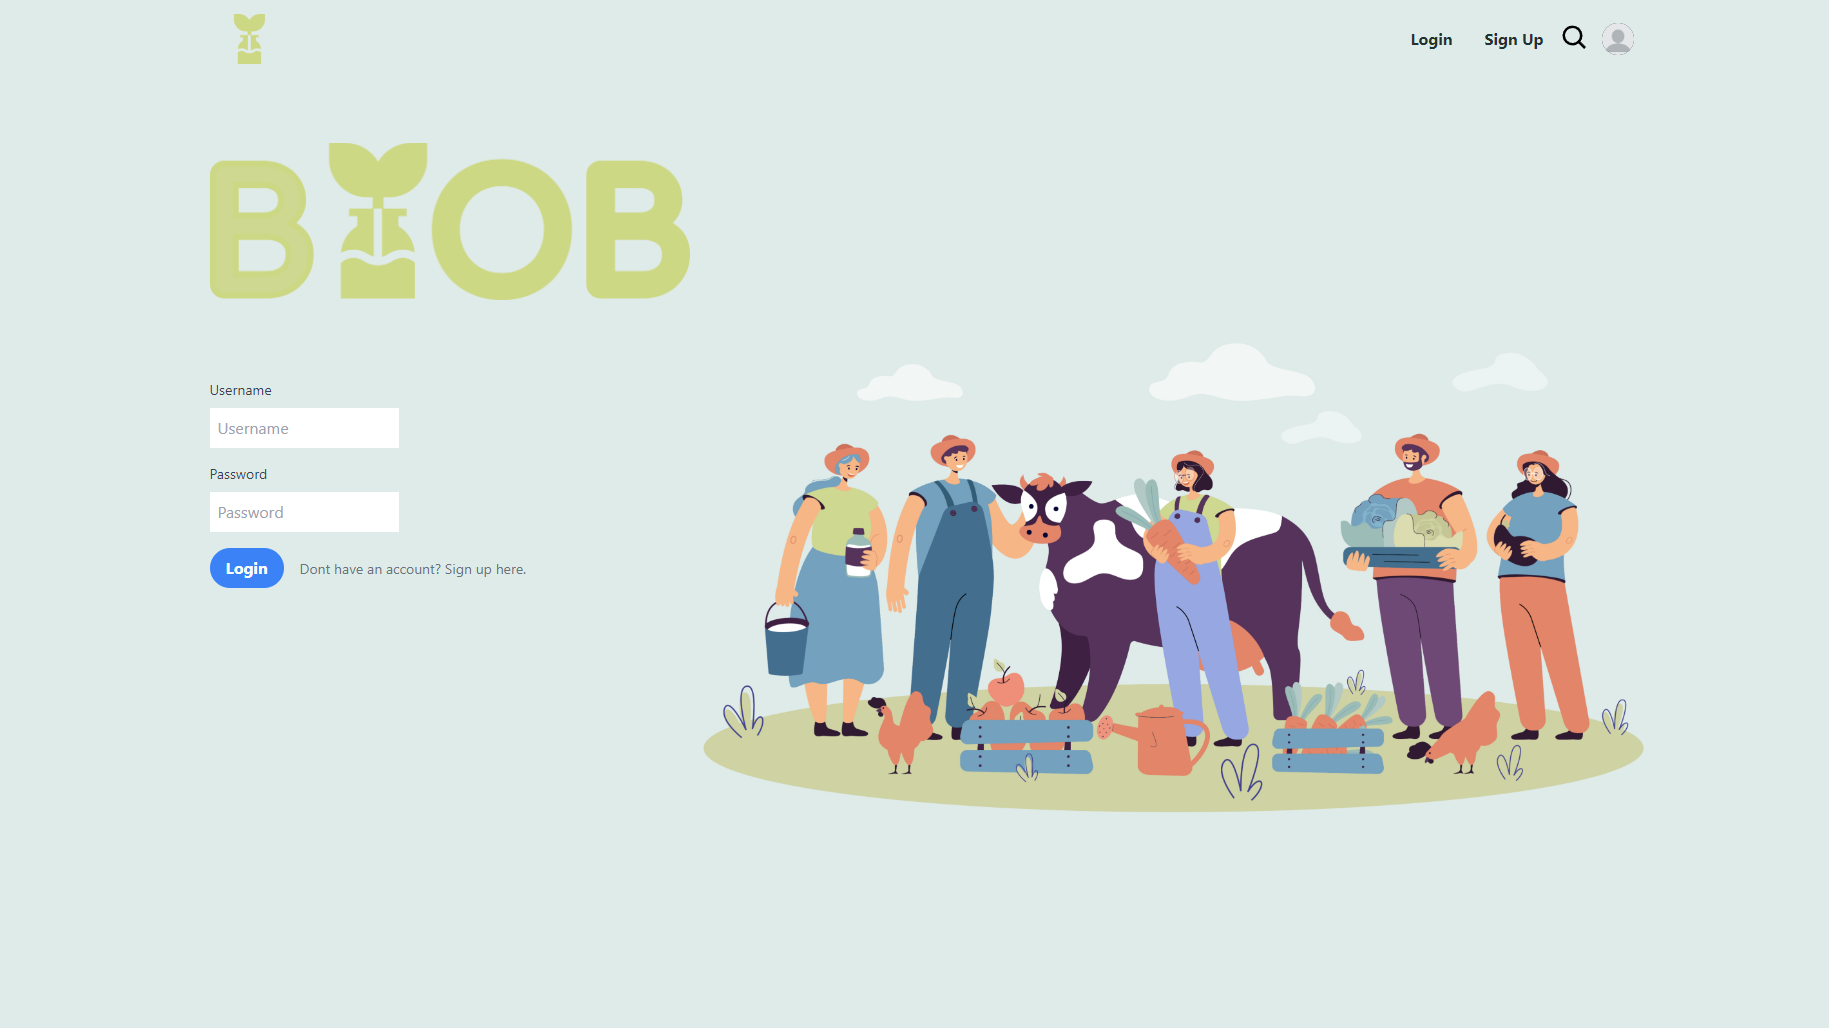 Login Sign Up
BIOB
Username
Username
Password
Password
Login Dont have an account? Sign up here.